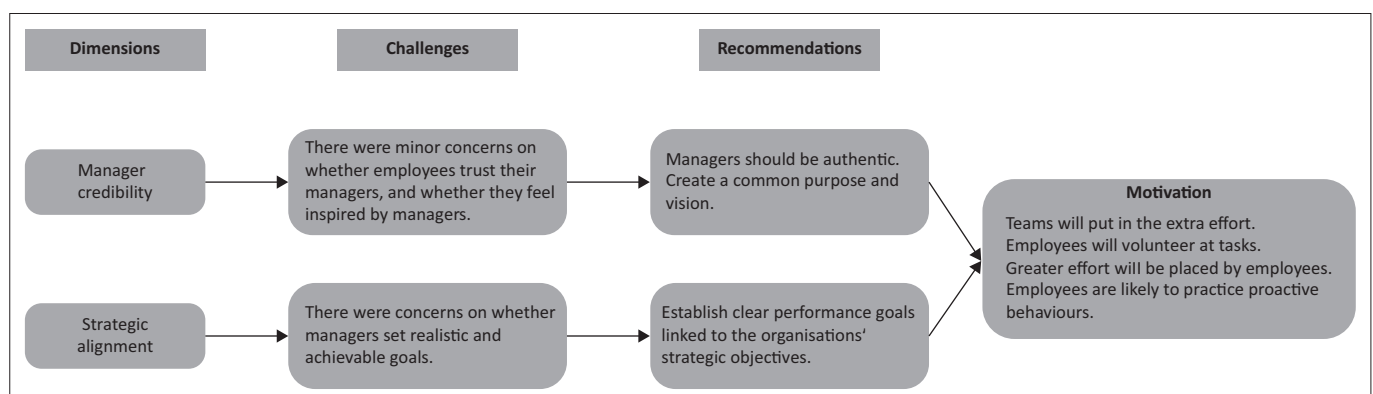 Dimensions
Challenges
Recommendations
Manager
credibility
There were minor concerns on
whether employees trust their
managers, and whether they feel
inspired by managers.
Managers should be authentic.
Create a common purpose and
vision.
Motivation
Teams will put in the extra effort.
Employees will volunteer at tasks.
Greater effort will be placed by employees.
Employees are likely to practice proactive
behaviours.
Strategic
alignment
There were concerns on whether
managers set realistic and
achievable goals.
Establish clear performance goals
linked to the organisations‘
strategic objectives.